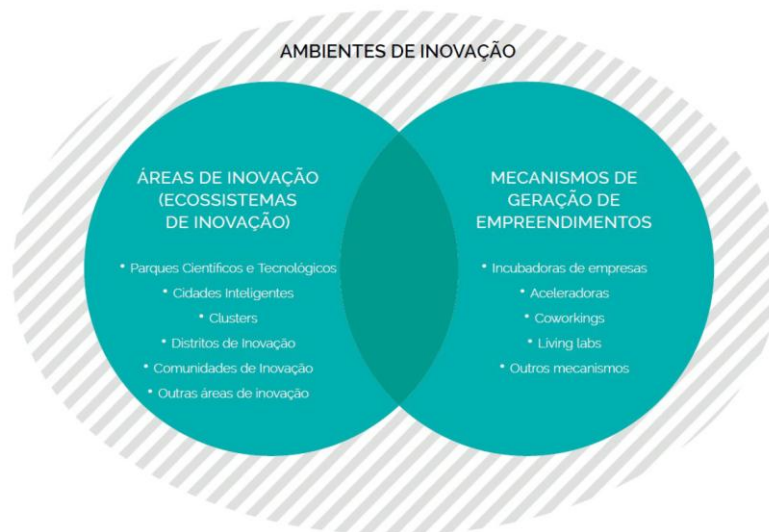 AMBIENTES DE INOVAÇÃO
ÁREAS DE INOVAÇÃO
(ECOSSISTEMAS
DE INOVAÇÃO)
• Parques Científicos e Tecnológicos
• Cidades Inteligentes
• Clusters
• Distritos de Inovação
• Comunidades de Inovação
• Outras áreas de inovação
MECANISMOS DE
GERAÇÃO DE
EMPREENDIMENTOS
• Incubadoras de empresas
• Aceleradoras
• Coworkings
• Living labs
• Outros mecanismos